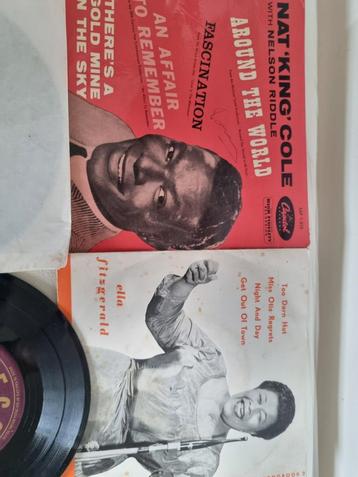 NAT 'KING' COLE
WITH NELSON RIDDLE
AROUND THE WORLD
FASCINATION
AN AFFAIR
TO REMEMBER
THERE'S A
GOLD MINE
IN THE SKY
Capitol
ella
fitzgerald
Too Darn Hot
Miss Otis Regrets
Night And Day
Get Out Of Town